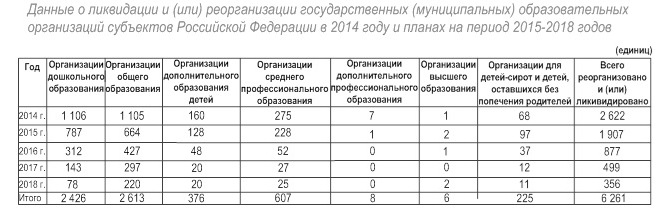 Данные о ликвидации и (или) реорганизации государственных (муниципальных) образовательных
организаций субъектов Российской Федерации в 2014 году и планах на период 2015-2018 годов
(единиц)
Год Организации дошкольного образования Организации общего образования Организации дополнительного образования детей Организации среднего профессионального образования Организации дополнительного профессионального образования Организации высшего образования Организации для детей-сирот и детей, оставшихся без попечения родителей Всего реорганизовано и (или) ликвидировано
2014 г. 1 106 1 105 160 275 7 1 68 2 622
2015 г. 787 664 128 228 1 2 97 1 907
2016 г. 312 427 48 52 0 1 37 877
2017 г. 143 297 20 27 0 0 12 499
2018 г. 78 220 20 25 0 2 11 356
Итого 2 426 2 613 376 607 8 6 225 6 261